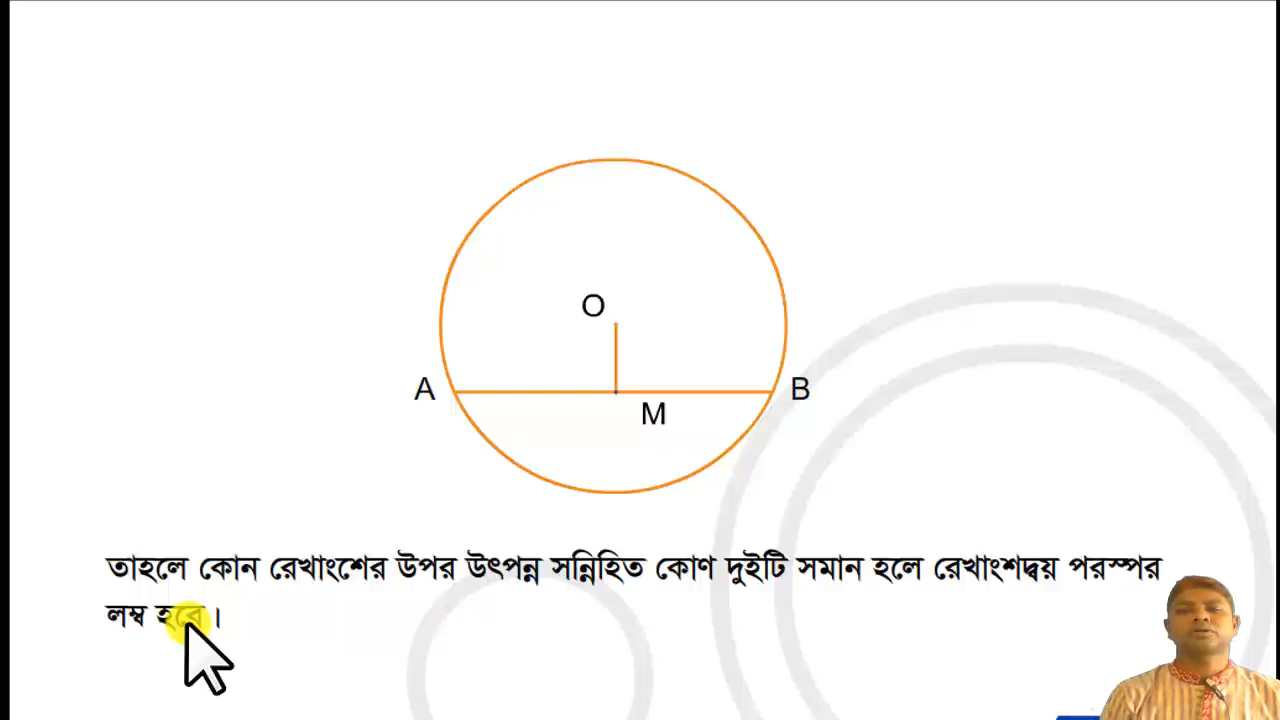 O
A
B
M
তাহলে কোন রেখাংশের উপর উৎপন্ন সন্নিহিত কোণ দুইটি সমান হলে রেখাংশদ্বয় পরস্পর
লম্ব হবে।